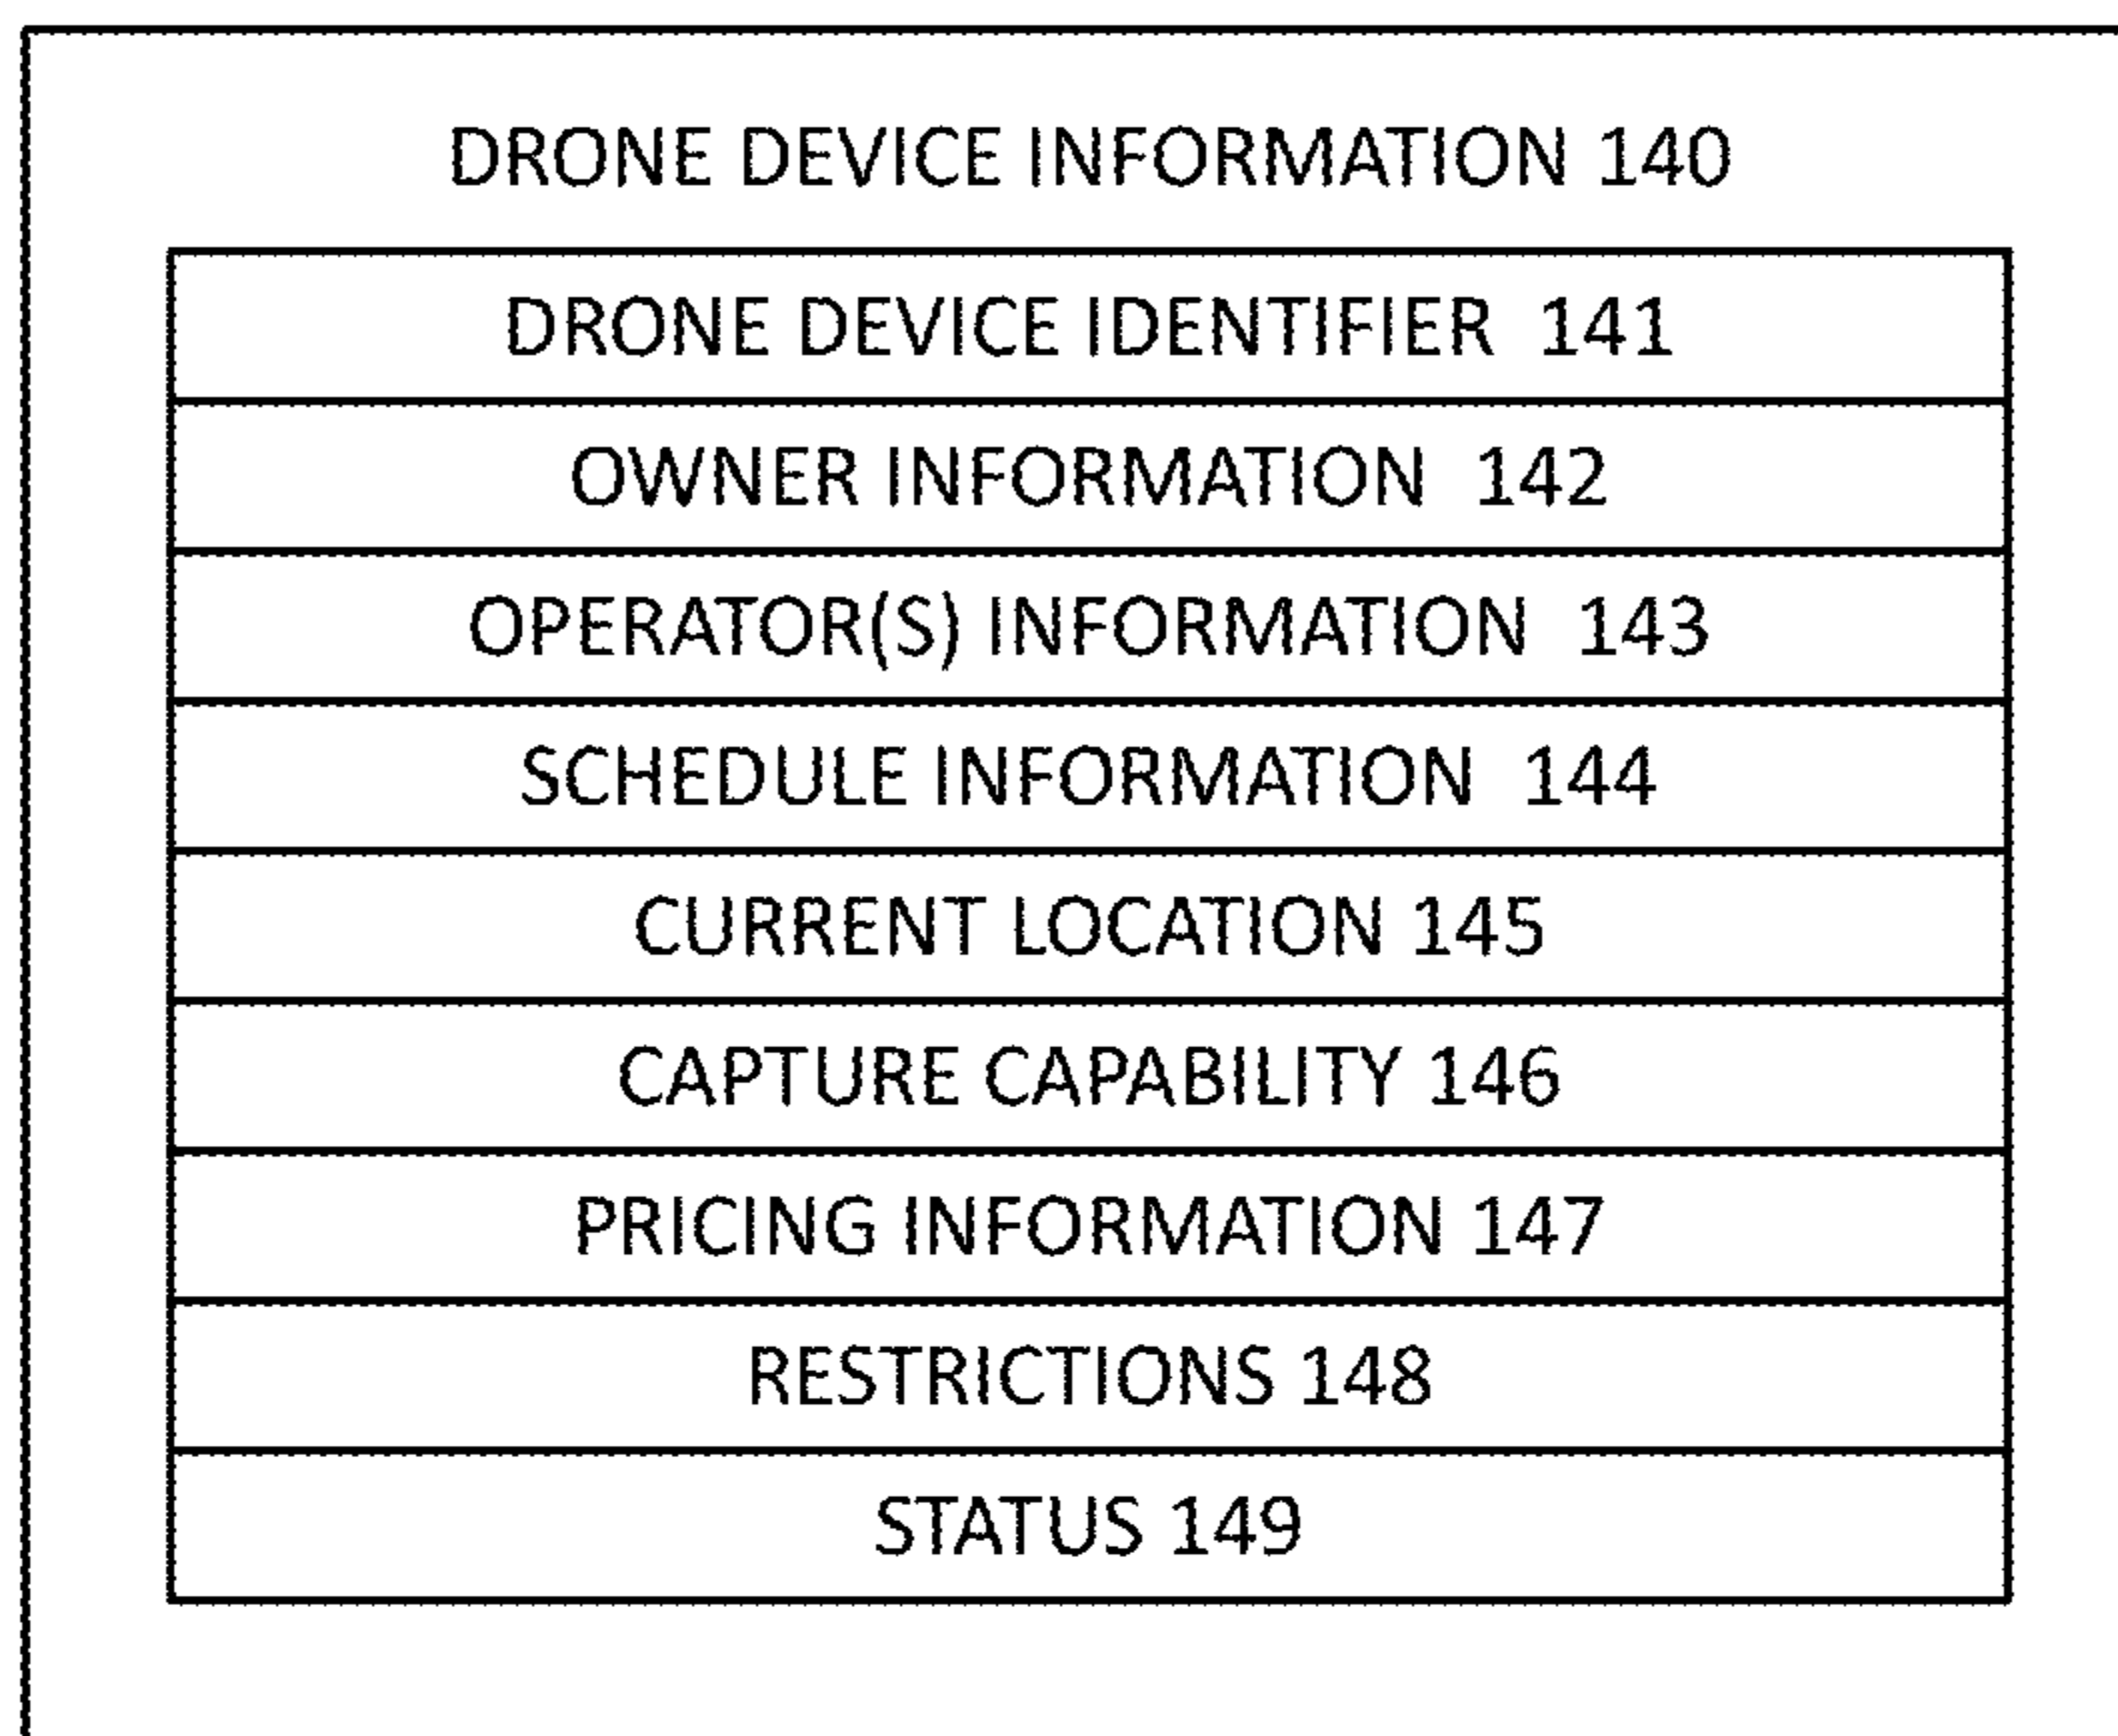 DRONE DEVICE INFORMATION 140
DRONE DEVICE IDENTIFIER 141
OWNER INFORMATION 142
OPERATOR(S) INFORMATION 143
SCHEDULE INFORMATION 144
CURRENT LOCATION 145
CAPTURE CAPABILITY 146
PRICING INFORMATION 147
RESTRICTIONS 148
STATUS 149